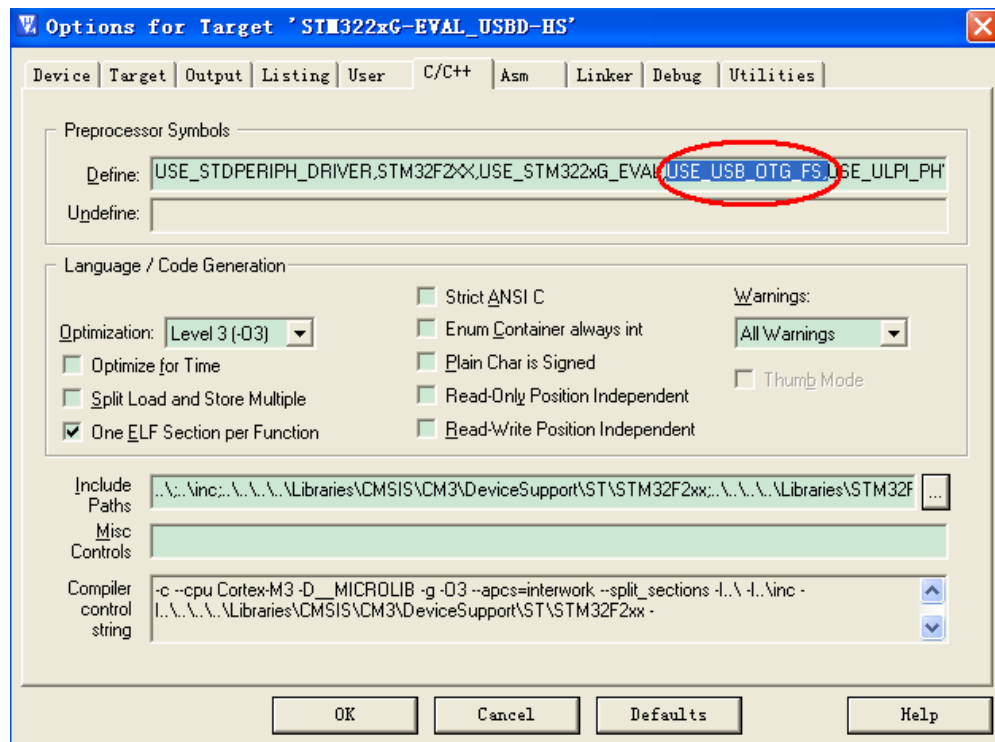 Options for Target 'STM322xG-EVAL_USBD-HS'
Device Target Output Listing User C/C++ Asm Linker Debug Utilities
Preprocessor Symbols
Define: USE_STDPERIPH_DRIVER,STM32F2XX,USE_STM322xG_EVAL,USE_USB_OTG_FS,USE_ULPI_PHY
Undefine:
Language / Code Generation
Strict ANSI C
Warnings:
Optimization: Level 3 (-O3)
Enum Container always int
All Warnings
Optimize for Time
Plain Char is Signed
Thumb Mode
Split Load and Store Multiple
Read-Only Position Independent
One ELF Section per Function
Read-Write Position Independent
Include Paths
..\;..\inc;..\..\..\..\Libraries\CMSIS\CM3\DeviceSupport\ST\STM32F2xx;..\..\..\..\Libraries\STM32F
...
Misc Controls
Compiler control string
-c --cpu Cortex-M3 -D__MICROLIB -g -O3 --apcs=interwork --split_sections -I..\ -I..\inc -
I..\..\..\..\Libraries\CMSIS\CM3\DeviceSupport\ST\STM32F2xx -
OK Cancel Defaults Help